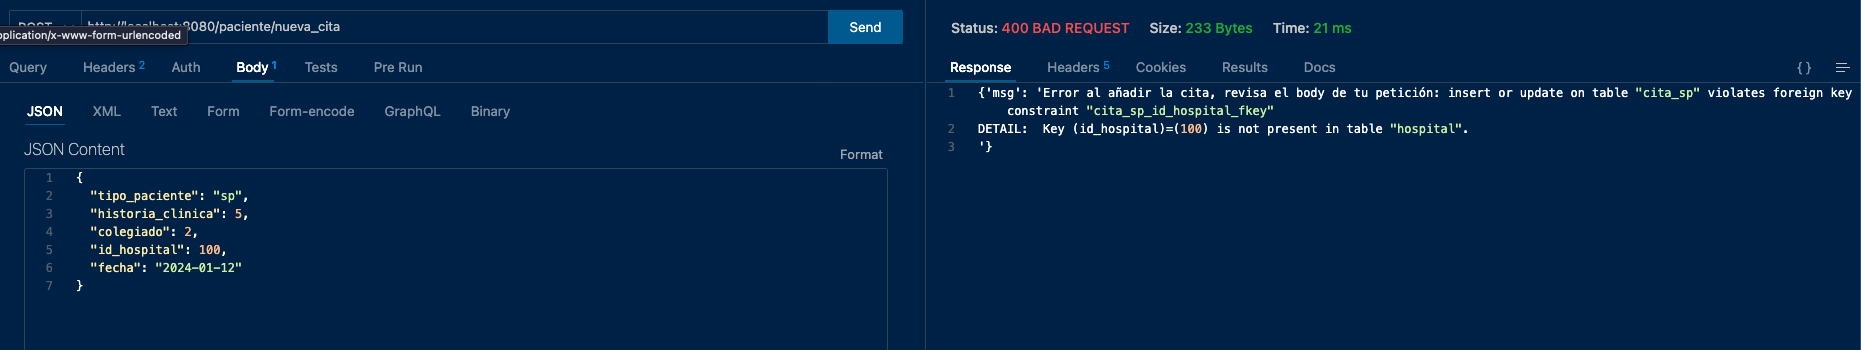 http://localhost:8080/paciente/nueva_cita
Send
pplication/x-www-form-urlencoded
Query Headers 2 Auth Body 1 Tests Pre Run
JSON XML Text Form Form-encode GraphQL Binary
JSON Content
Format
1 {
2 "tipo_paciente": "sp",
3 "historia_clinica": 5,
4 "colegiado": 2,
5 "id_hospital": 100,
6 "fecha": "2024-01-12"
7 }
Status: 400 BAD REQUEST Size: 233 Bytes Time: 21 ms
Response Headers 5 Cookies Results Docs { }
1 {'msg': 'Error al añadir la cita, revisa el body de tu petición: insert or update on table "cita_sp" violates foreign key
constraint "cita_sp_id_hospital_fkey"
2 DETAIL:  Key (id_hospital)=(100) is not present in table "hospital".
3 '}